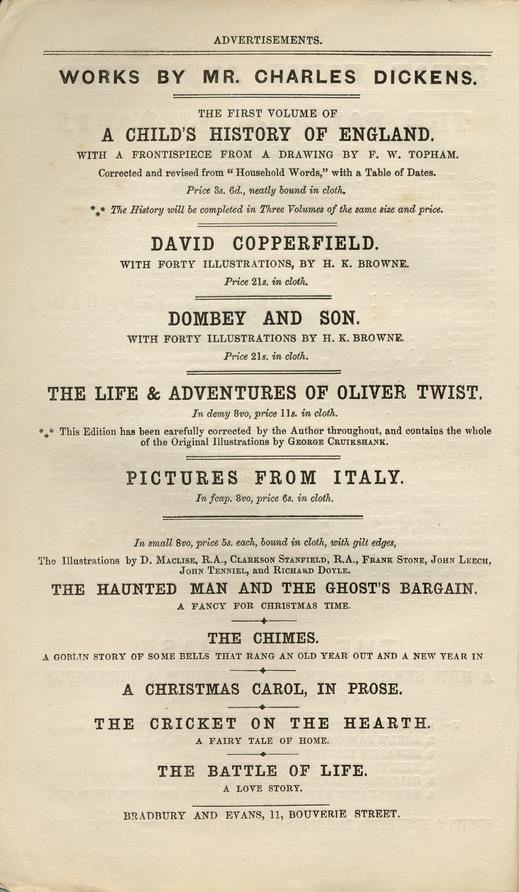 ADVERTISEMENTS.
WORKS BY MR. CHARLES DICKENS.
THE FIRST VOLUME OF
A CHILD'S HISTORY OF ENGLAND.
WITH A FRONTISPIECE FROM A DRAWING BY F. W. TOPHAM.
Corrected and revised from "Household Words," with a Table of Dates.
Price 3s. 6d., neatly bound in cloth.
*** The History will be completed in Three Volumes of the same size and price.
DAVID COPPERFIELD.
WITH FORTY ILLUSTRATIONS, BY H. K. BROWNE.
Price 21s. in cloth.
DOMBEY AND SON.
WITH FORTY ILLUSTRATIONS BY H. K. BROWNE.
Price 21s. in cloth.
THE LIFE & ADVENTURES OF OLIVER TWIST.
In demy 8vo, price 11s. in cloth.
*** This Edition has been carefully corrected by the Author throughout, and contains the whole
of the Original Illustrations by GEORGE CRUIKSHANK.
PICTURES FROM ITALY.
In fcap. 8vo, price 6s. in cloth.
In small 8vo, price 5s. each, bound in cloth, with gilt edges,
The Illustrations by D. MACLISE, R.A., CLARKSON STANFIELD, R.A., FRANK STONE, JOHN LEECH,
JOHN TENNIEL, and RICHARD DOYLE.
THE HAUNTED MAN AND THE GHOST'S BARGAIN.
A FANCY FOR CHRISTMAS TIME.
THE CHIMES.
A GOBLIN STORY OF SOME BELLS THAT RANG AN OLD YEAR OUT AND A NEW YEAR IN
A CHRISTMAS CAROL, IN PROSE.
THE CRICKET ON THE HEARTH.
A FAIRY TALE OF HOME.
THE BATTLE OF LIFE.
A LOVE STORY.
BRADBURY AND EVANS, 11, BOUVERIE STREET.